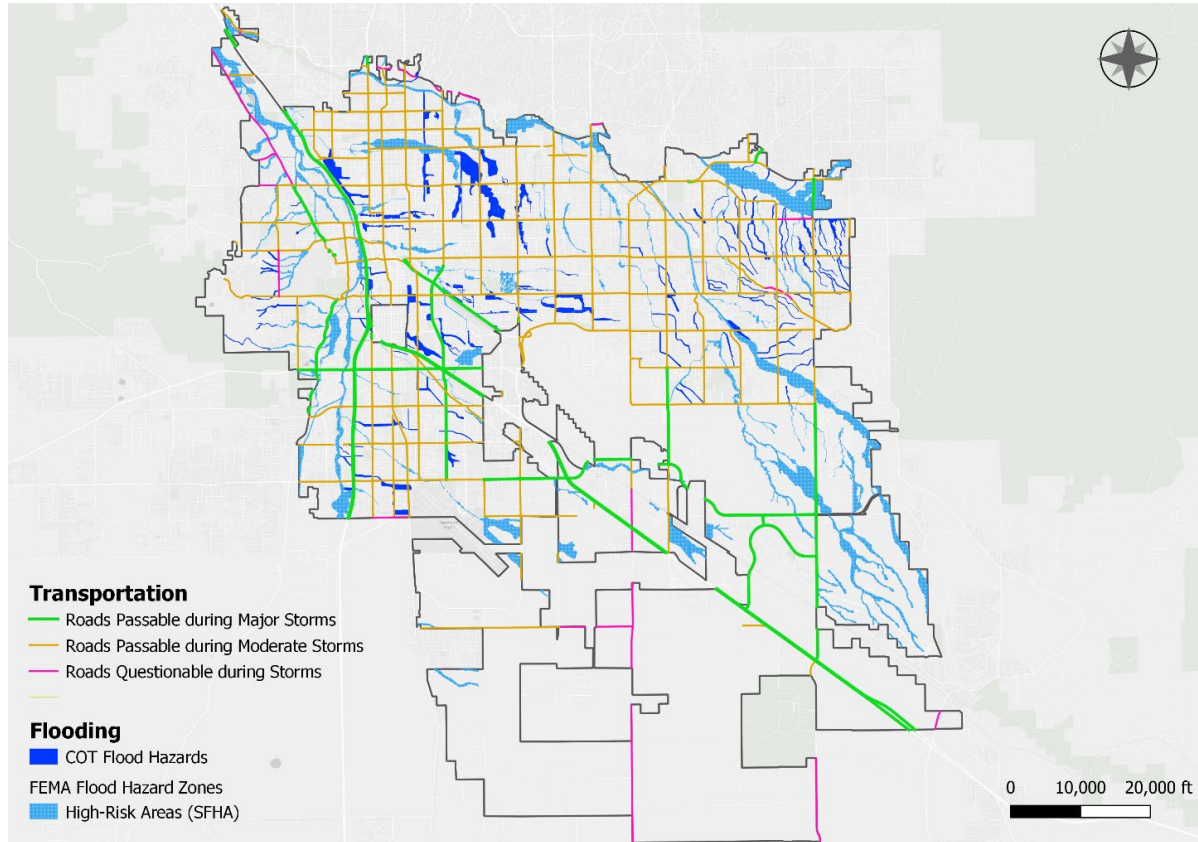 Transportation
Roads Passable during Major Storms
Roads Passable during Moderate Storms
Roads Questionable during Storms
Flooding
COT Flood Hazards
FEMA Flood Hazard Zones
High-Risk Areas (SFHA)
0 10,000 20,000 ft